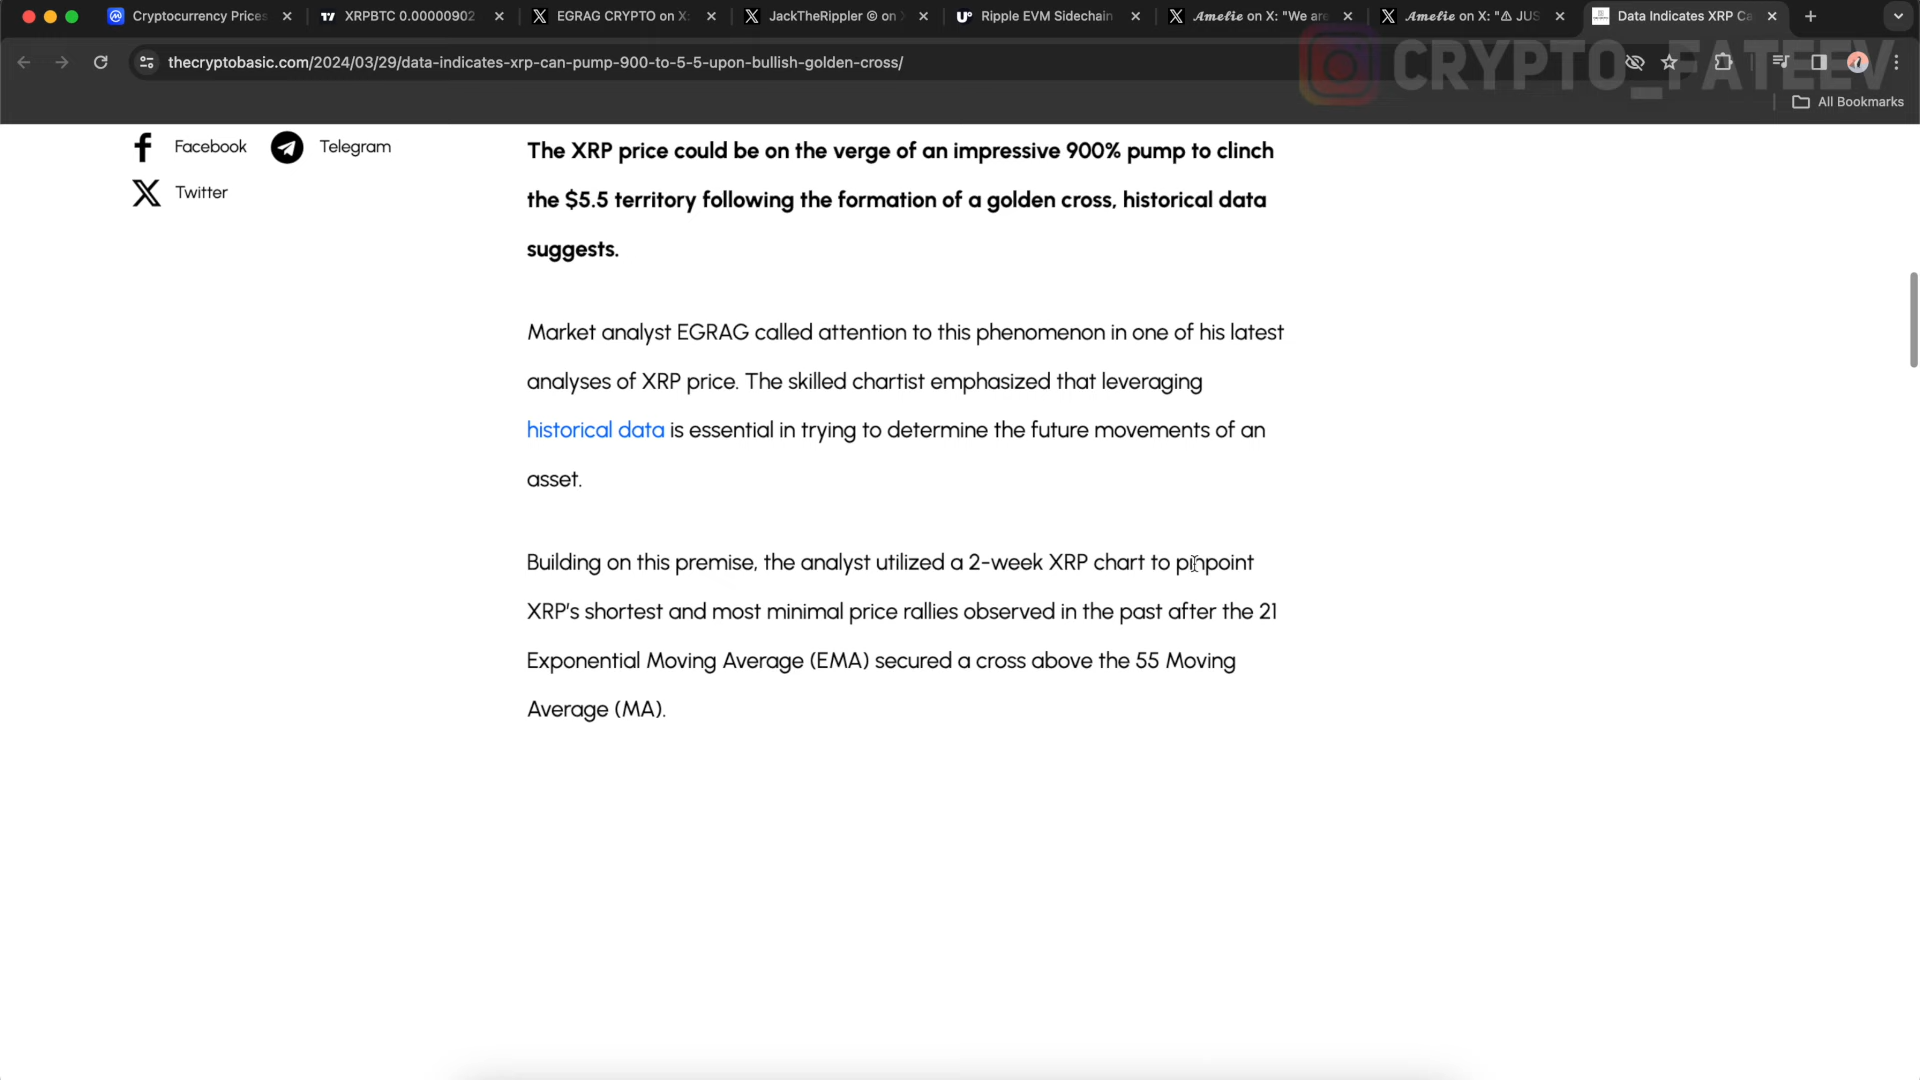 Cryptocurrency Prices
XRPBTC 0.00000902
EGRAG CRYPTO on X:
JackTheRippler © on
Ripple EVM Sidechain
Amelie on X: "We are
Amelie on X: "⚠ JUS
Data Indicates XRP Ca
thecryptobasic.com/2024/03/29/data-indicates-xrp-can-pump-900-to-5-5-upon-bullish-golden-cross/
CRYPTO_FATEEV
All Bookmarks
Facebook
Telegram
Twitter
The XRP price could be on the verge of an impressive 900% pump to clinch
the $5.5 territory following the formation of a golden cross, historical data
suggests.
Market analyst EGRAG called attention to this phenomenon in one of his latest
analyses of XRP price. The skilled chartist emphasized that leveraging
historical data is essential in trying to determine the future movements of an
asset.
Building on this premise, the analyst utilized a 2-week XRP chart to pinpoint
XRP's shortest and most minimal price rallies observed in the past after the 21
Exponential Moving Average (EMA) secured a cross above the 55 Moving
Average (MA).